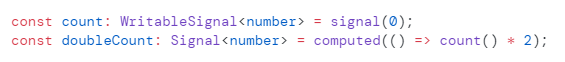 const count: WritableSignal<number> = signal(0);
const doubleCount: Signal<number> = computed(() => count() * 2);